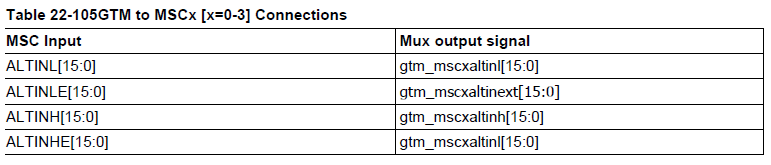 Table 22-105GTM to MSCx [x=0-3] Connections
MSC Input Mux output signal
ALTINL[15:0] gtm_mscxaltinl[15:0]
ALTINLE[15:0] gtm_mscxaltinext[15:0]
ALTINH[15:0] gtm_mscxaltinh[15:0]
ALTINHE[15:0] gtm_mscxaltinl[15:0]